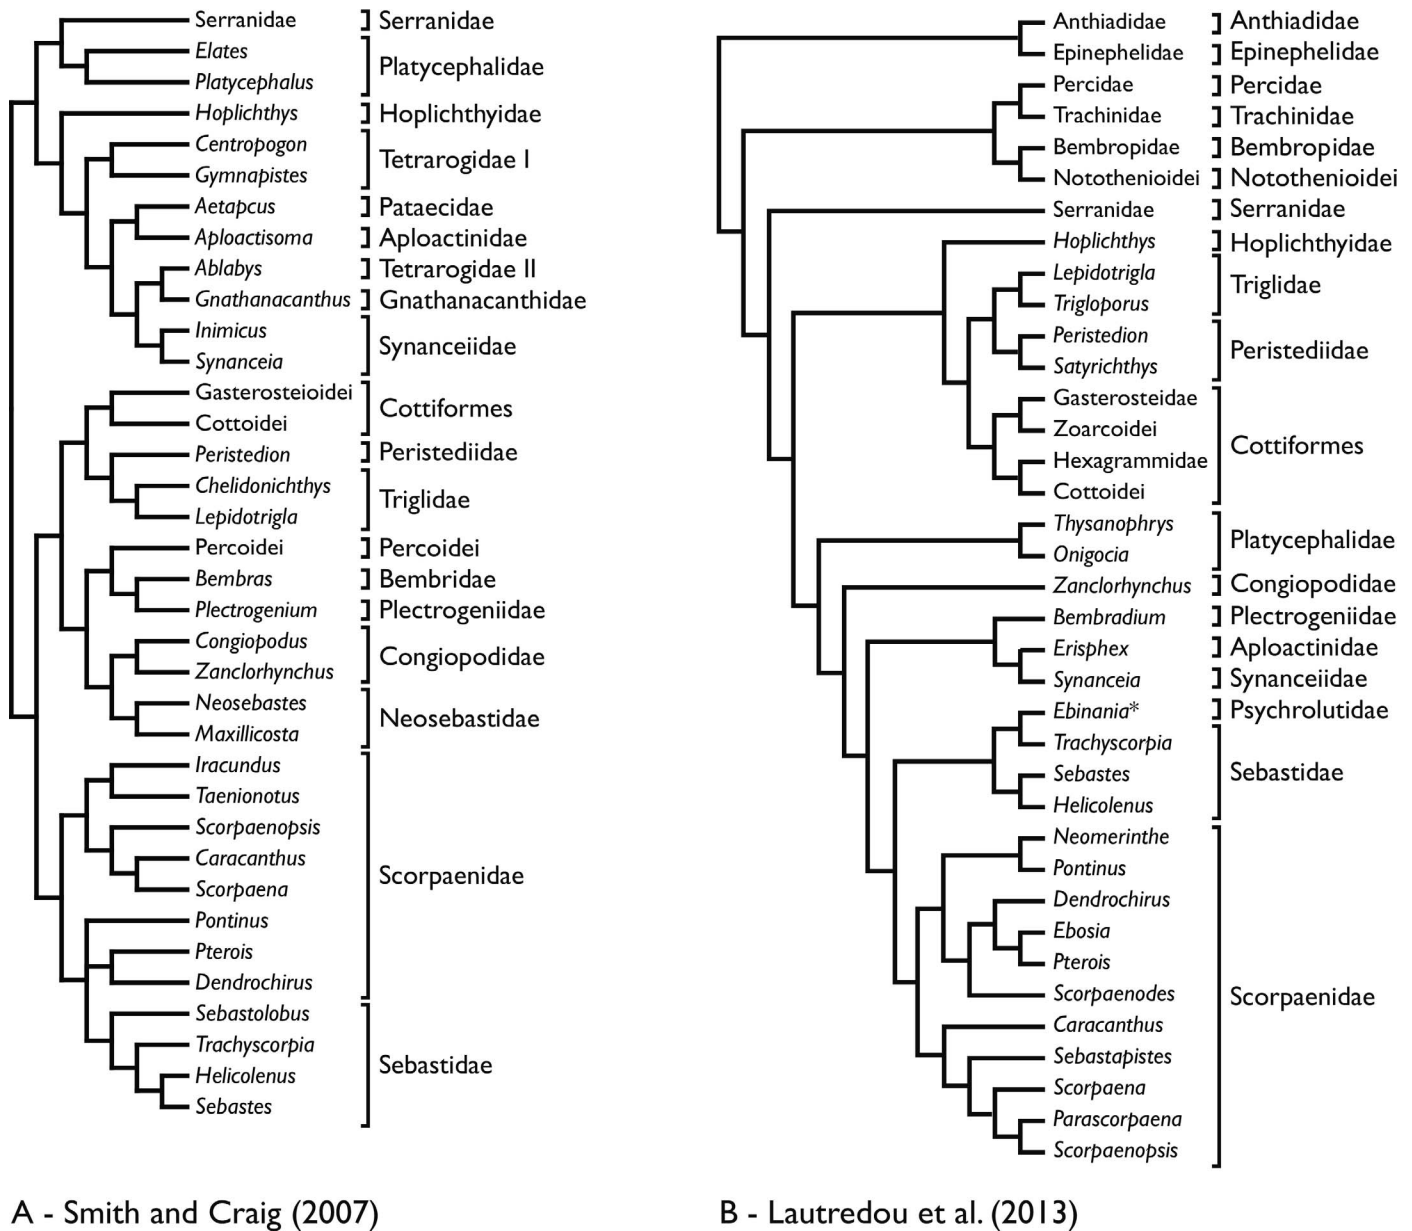 Serranidae
Serranidae
Elates
Platycephalus
Platycephalidae
Hoplichthys
Hoplichthyidae
Centropogon
Gymnapistes
Tetrarogidae I
Aetapcus
Pataecidae
Aploactisoma
Aploactinidae
Ablabys
Tetrarogidae II
Gnathanacanthus
Gnathanacanthidae
Inimicus
Synanceia
Synanceiidae
Gasterosteioidei
Cottoidei
Cottiformes
Peristedion
Peristediidae
Chelidonichthys
Lepidotrigla
Triglidae
Percoidei
Percoidei
Bembras
Bembridae
Plectrogenium
Plectrogeniidae
Congiopodus
Zanclorhynchus
Congiopodidae
Neosebastes
Maxillicosta
Neosebastidae
Iracundus
Taenionotus
Scorpaenopsis
Caracanthus
Scorpaena
Pontinus
Pterois
Dendrochirus
Scorpaenidae
Sebastolobus
Trachyscorpia
Helicolenus
Sebastes
Sebastidae
A - Smith and Craig (2007)
Anthiadidae
Anthiadidae
Epinephelidae
Epinephelidae
Percidae
Percidae
Trachinidae
Trachinidae
Bembropidae
Bembropidae
Notothenioidei
Notothenioidei
Serranidae
Serranidae
Hoplichthys
Hoplichthyidae
Lepidotrigla
Trigloporus
Triglidae
Peristedion
Satyrichthys
Peristediidae
Gasterosteidae
Zoarcoidei
Hexagrammidae
Cottoidei
Cottiformes
Thysanophrys
Onigocia
Platycephalidae
Zanclorhynchus
Congiopodidae
Bembradium
Plectrogeniidae
Erisphex
Aploactinidae
Synanceia
Synanceiidae
Ebinania*
Psychrolutidae
Trachyscorpia
Sebastes
Helicolenus
Sebastidae
Neomerinthe
Pontinus
Dendrochirus
Ebosia
Pterois
Scorpaenodes
Caracanthus
Sebastapistes
Scorpaena
Parascorpaena
Scorpaenopsis
Scorpaenidae
B - Lautredou et al. (2013)